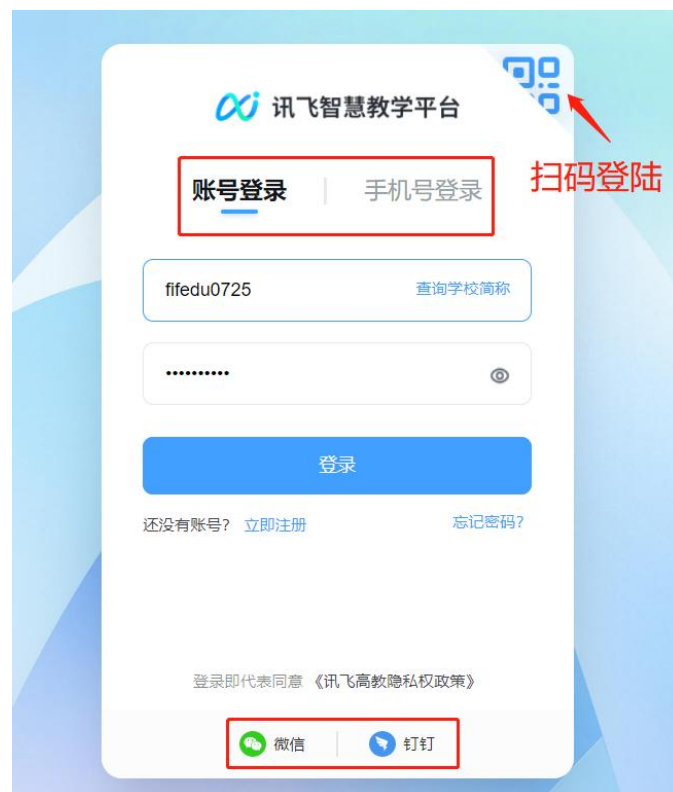 讯飞智慧教学平台
扫码登陆
账号登录 手机号登录
fifedu0725 查询学校简称
••••••••••
登录
还没有账号? 立即注册 忘记密码?
登录即代表同意 《讯飞高教隐私权政策》
微信 钉钉